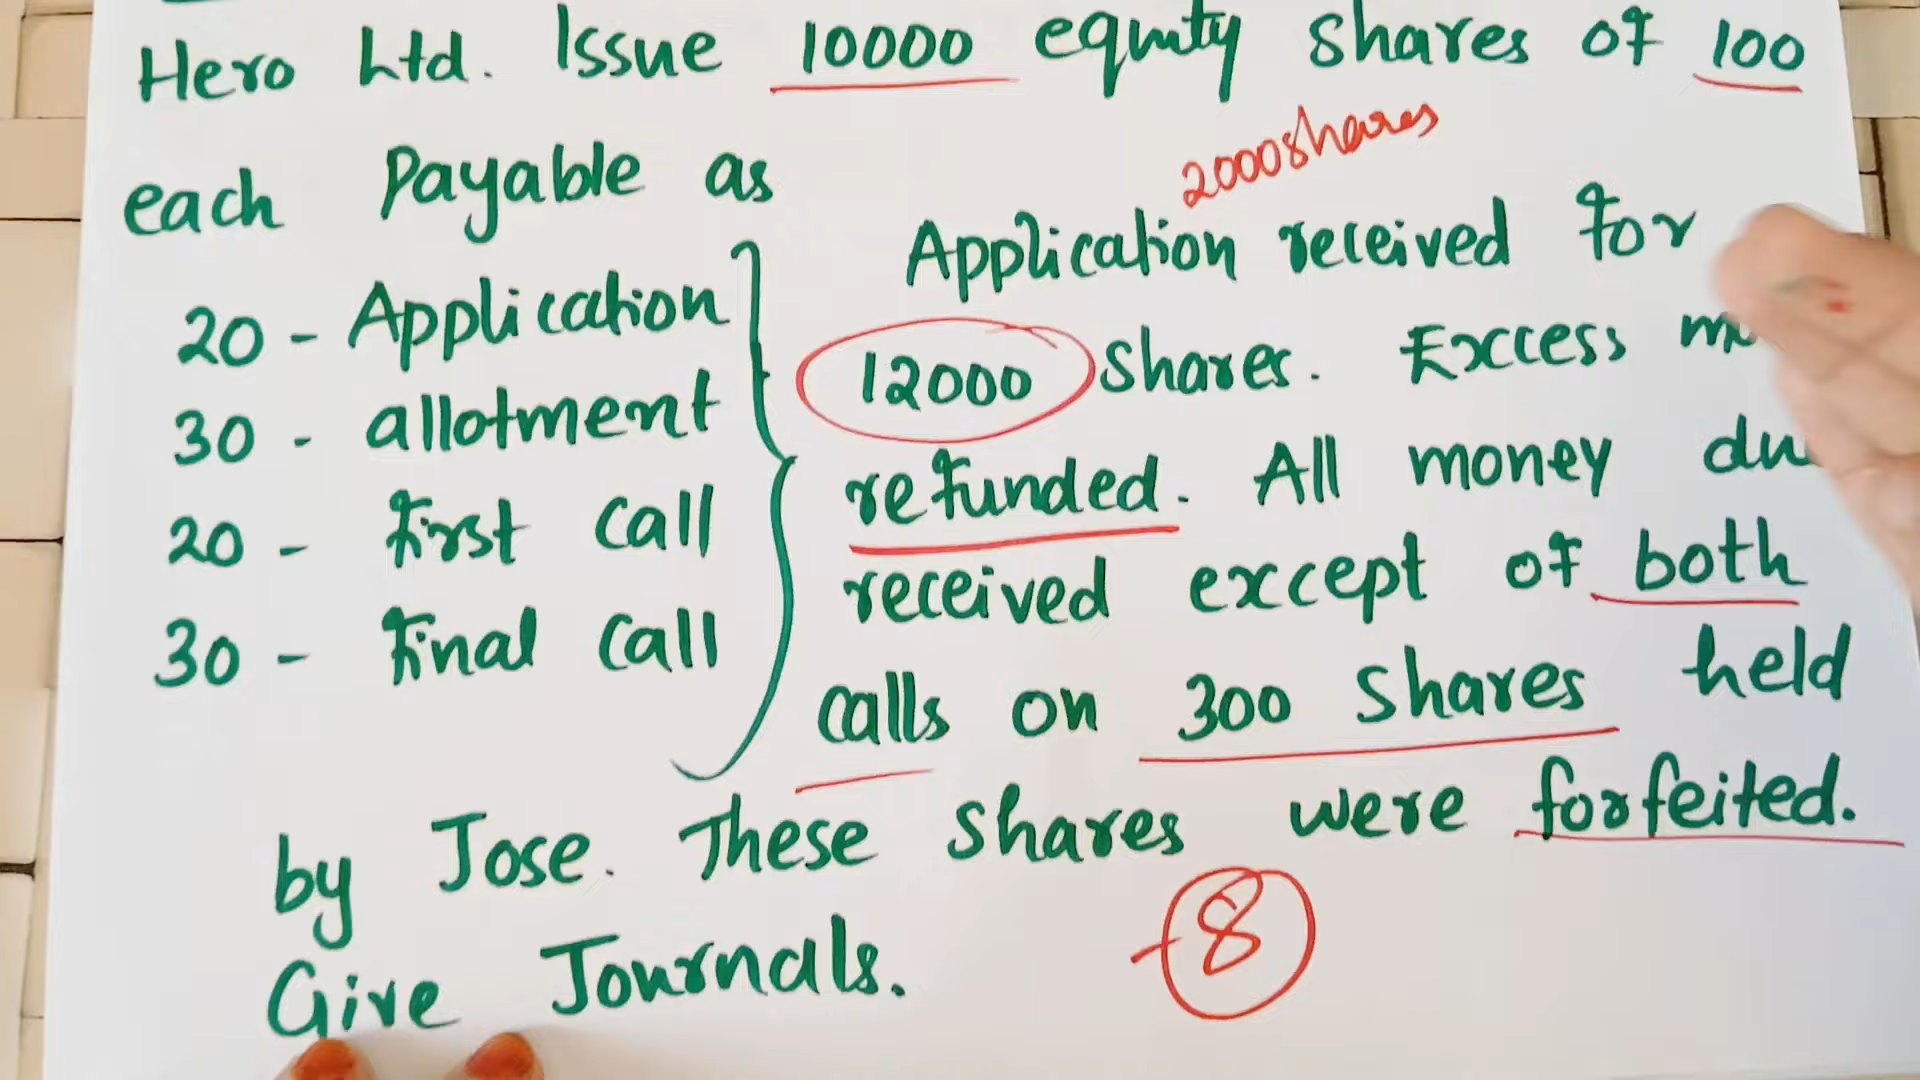 Hero Ltd. Issue 10000 equity shares of 100
each Payable as
2000shares
20 - Application
30 - allotment
20 - First call
30 - Final call
Application received for
12000 shares. Excess
refunded. All money
received except of both
calls on 300 shares held
by Jose. These shares were forfeited.
Give Journals.
8